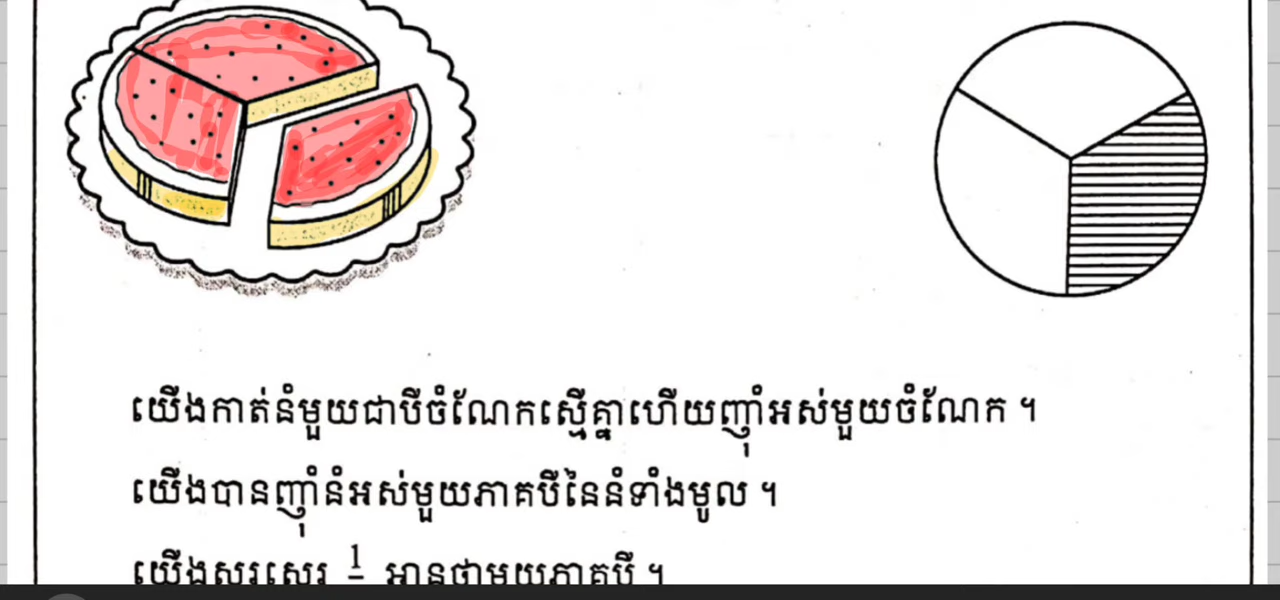 យើងកាត់នំមួយជាបីចំណែកស្មើគ្នាហើយញ៉ាំអស់មួយចំណែក ។
យើងបានញ៉ាំនំអស់មួយភាគបីនៃនំទាំងមូល ។
យើងសរសេរ 1 អានថាមួយភាគបី ។